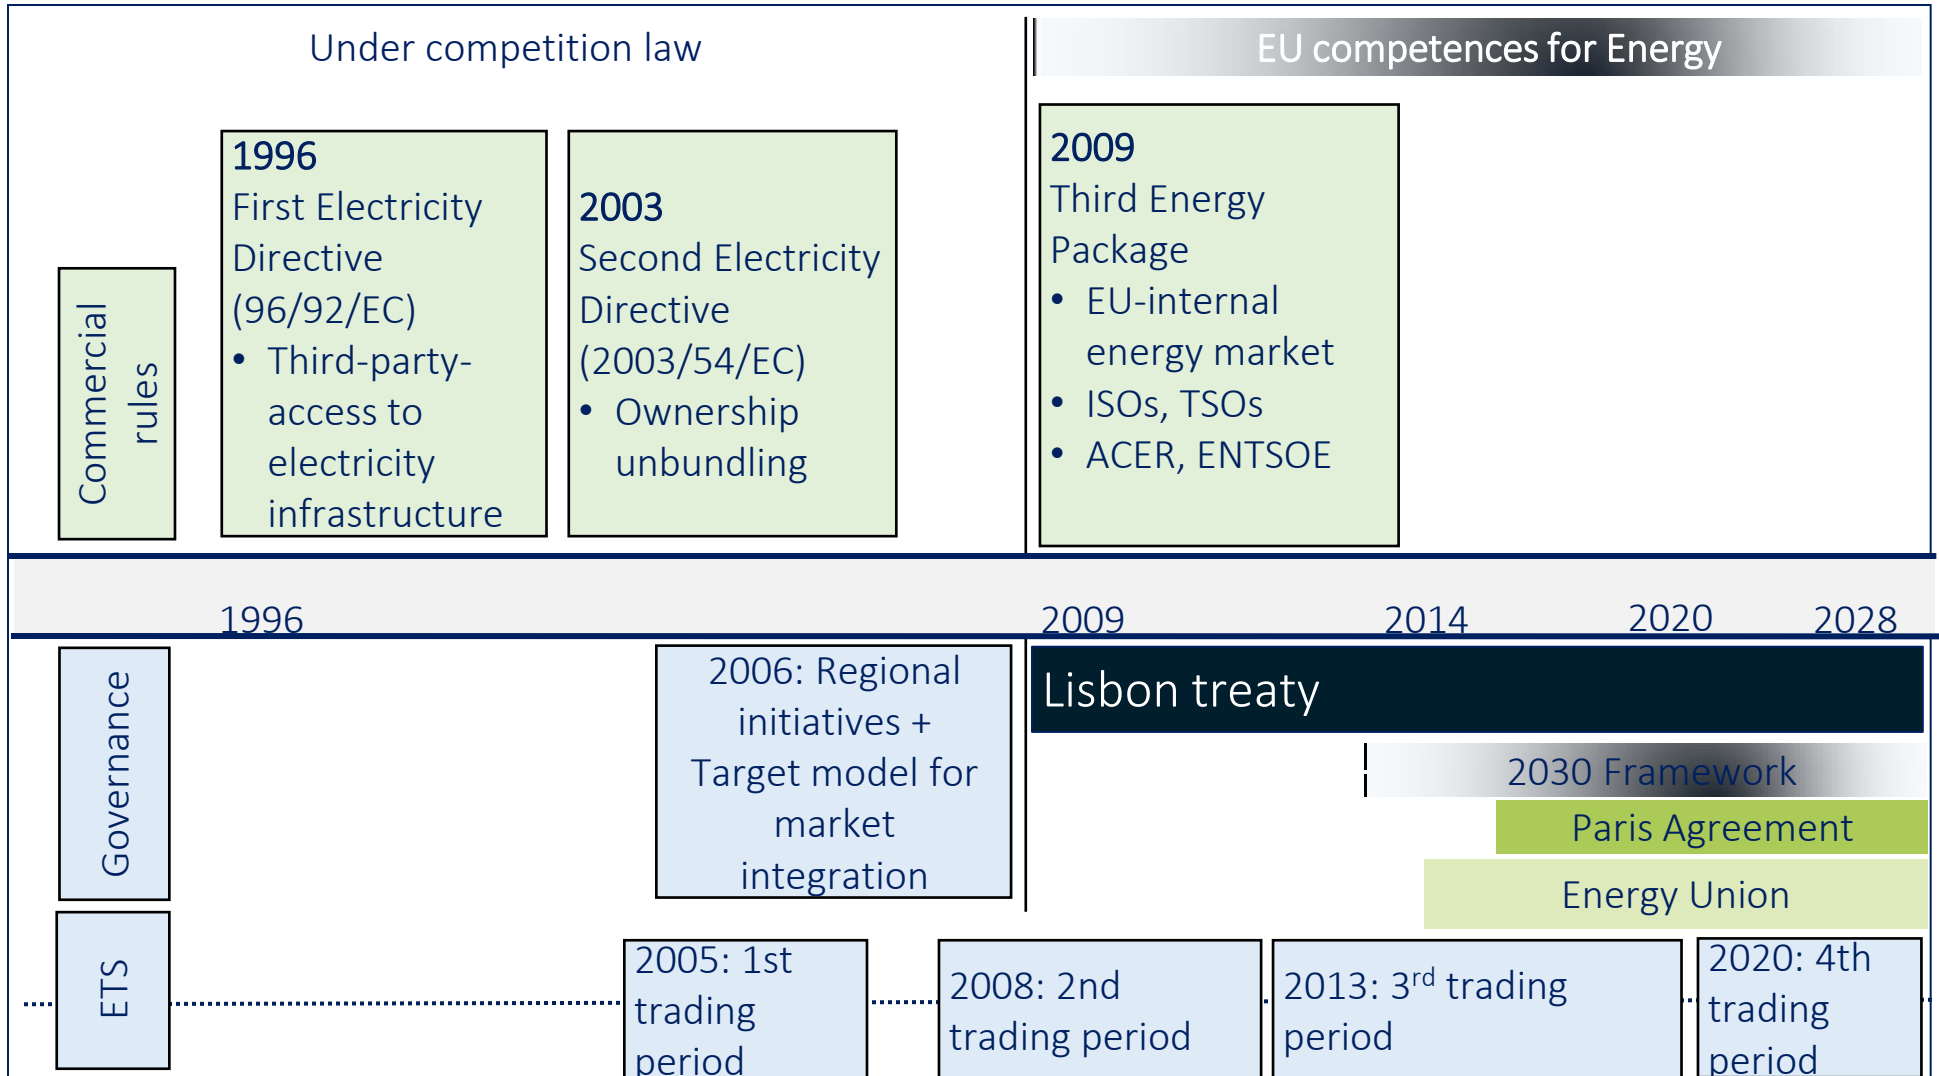 Under competition law
EU competences for Energy
Commercial
rules
1996
First Electricity
Directive
(96/92/EC)
• Third-party-
access to
electricity
infrastructure
2003
Second Electricity
Directive
(2003/54/EC)
• Ownership
unbundling
2009
Third Energy
Package
• EU-internal
energy market
• ISOs, TSOs
• ACER, ENTSOE
1996
2009
2014
2020
2028
Governance
2006: Regional
initiatives +
Target model for
market
integration
Lisbon treaty
2030 Framework
Paris Agreement
Energy Union
ETS
2005: 1st
trading
period
2008: 2nd
trading period
2013: 3rd trading
period
2020: 4th
trading
period